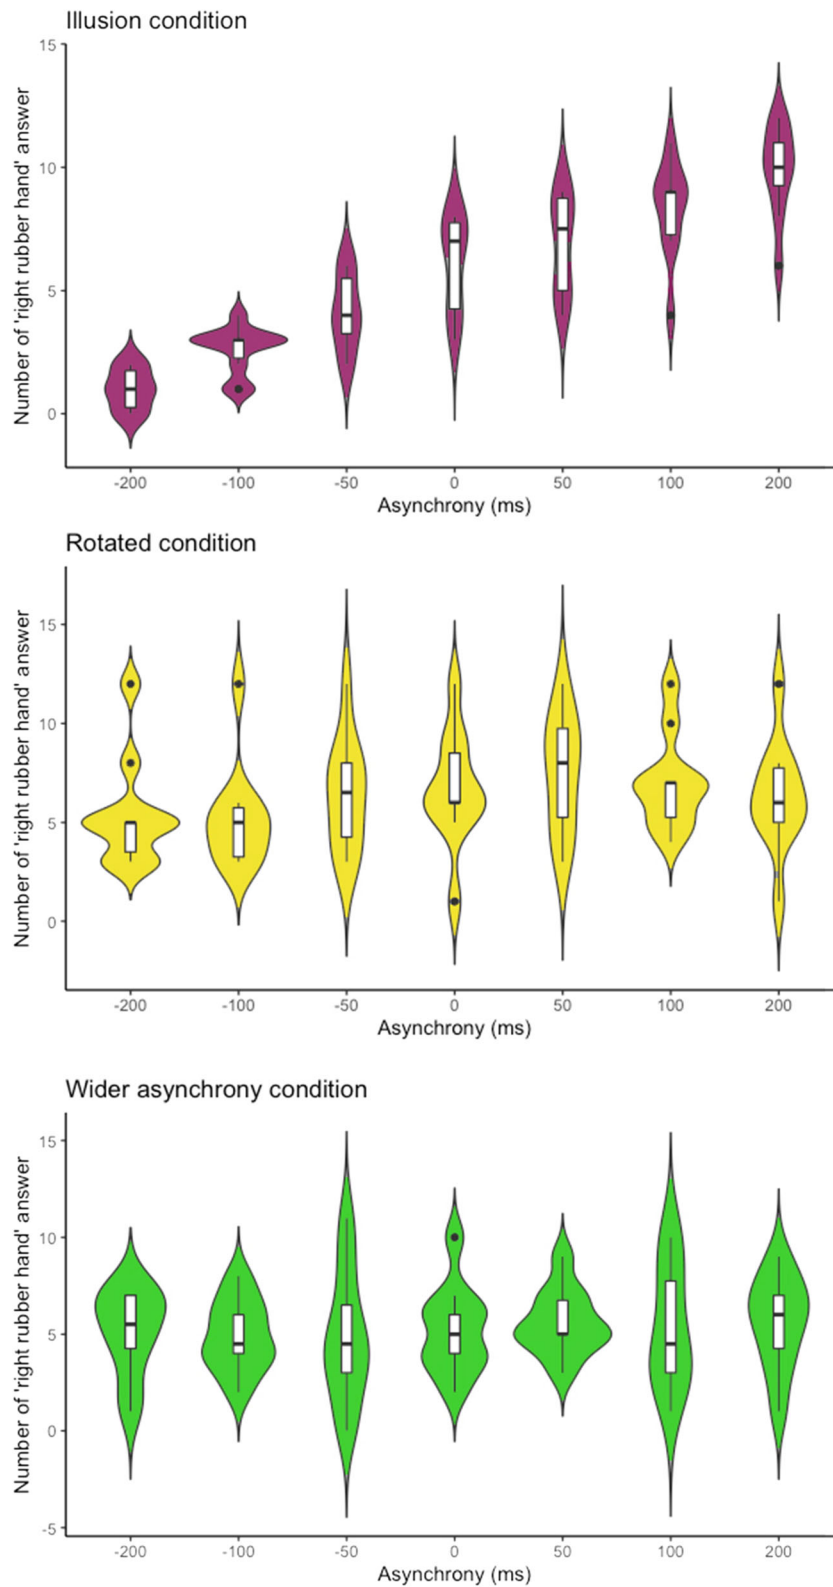 Illusion condition
Number of 'right rubber hand' answer
15
10
5
0
-200 -100 -50 0 50 100 200
Asynchrony (ms)
Rotated condition
Number of 'right rubber hand' answer
15
10
5
0
-200 -100 -50 0 50 100 200
Asynchrony (ms)
Wider asynchrony condition
Number of 'right rubber hand' answer
15
10
5
0
-5
-200 -100 -50 0 50 100 200
Asynchrony (ms)